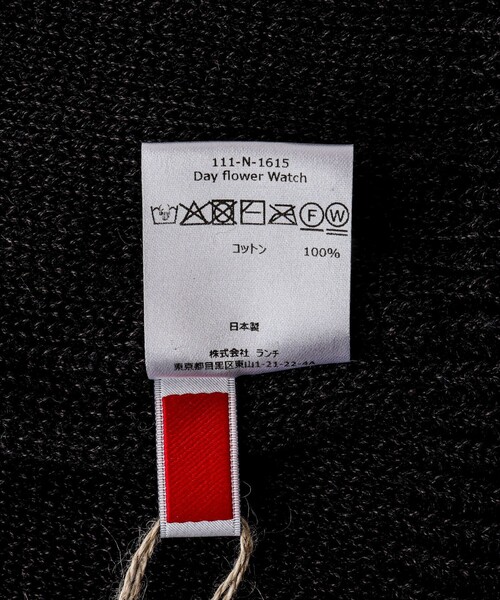 111-N-1615
Day flower Watch
F W
コットン 100%
日本製
株式会社 ランチ
東京都目黒区東山1-21-22-